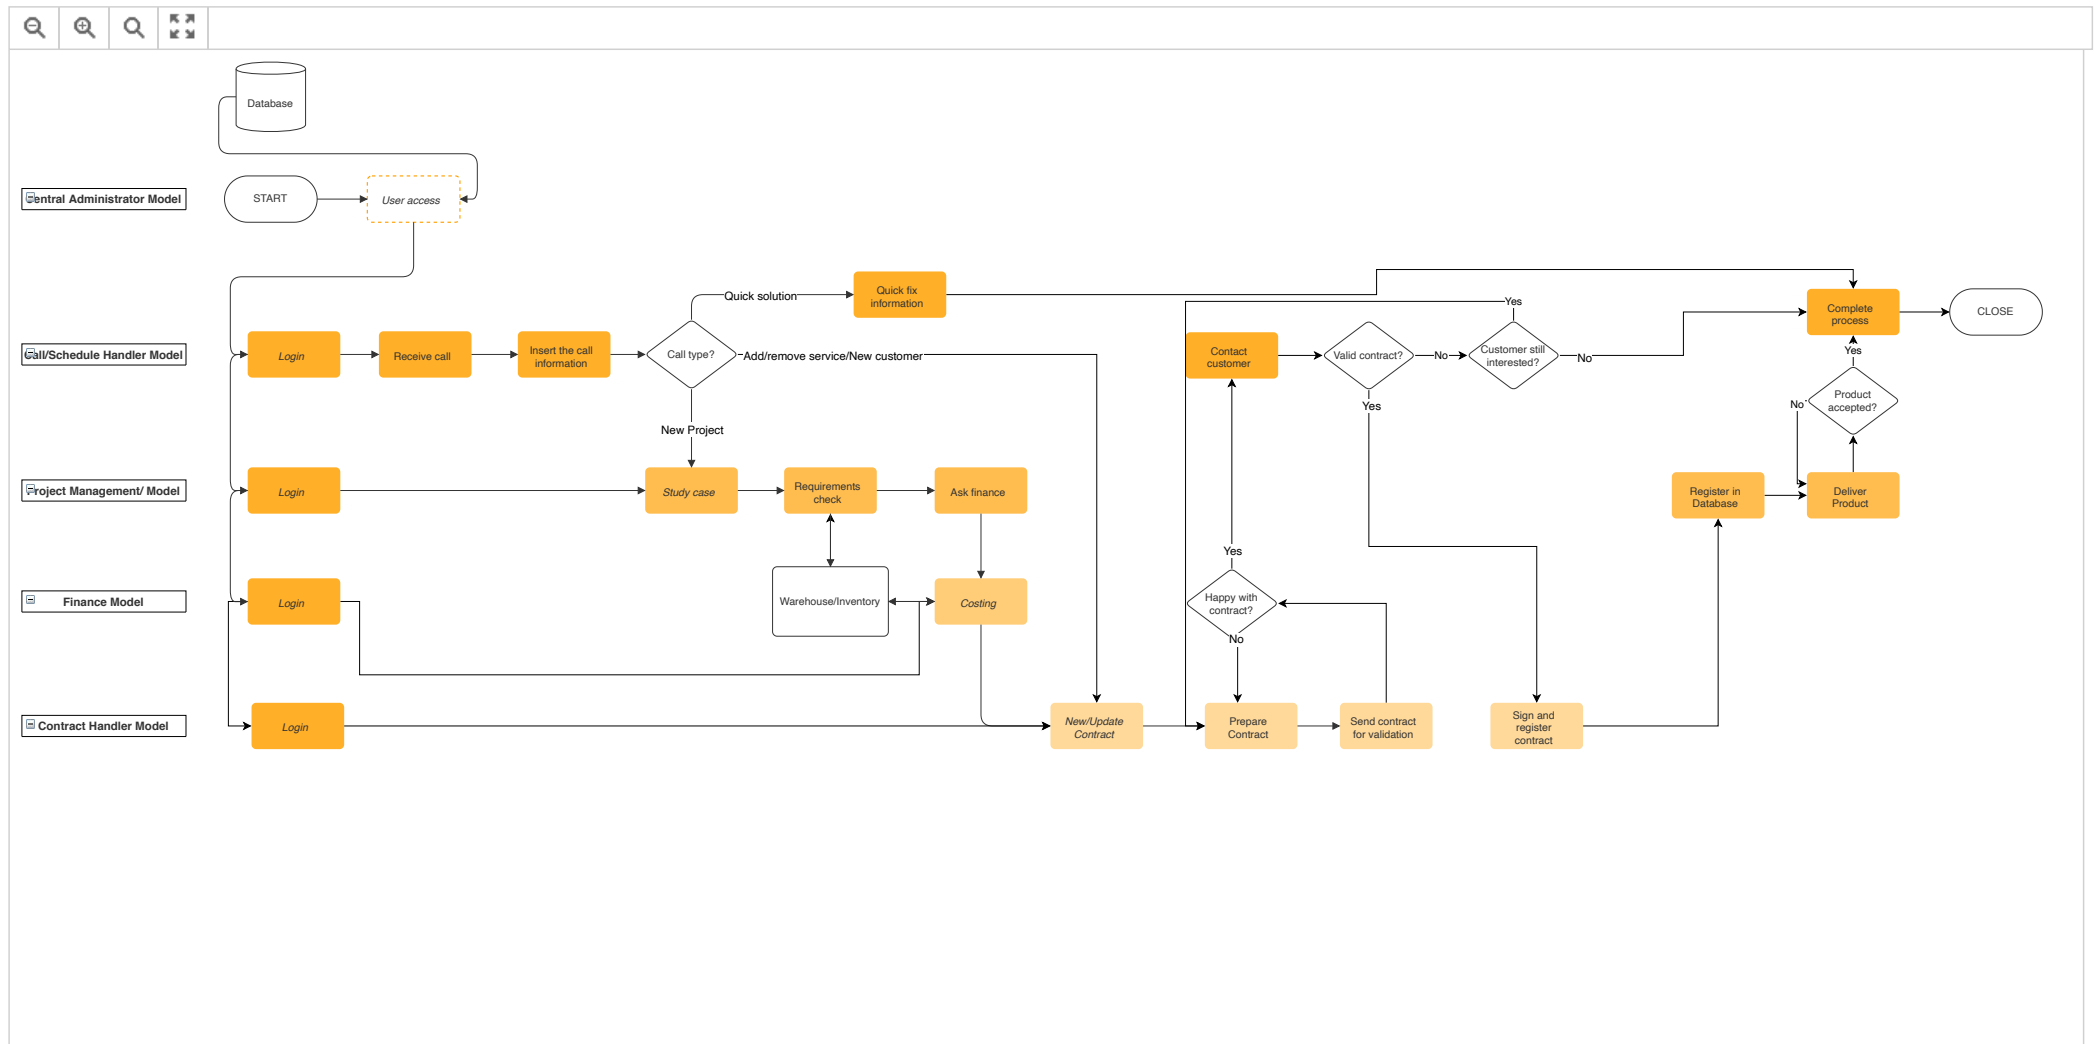 Database
entral Administrator Model
START
User access
Quick solution
Quick fix
information
Yes
Complete
process
CLOSE
all/Schedule Handler Model
Login
Receive call
Insert the call
information
Call type?
Add/remove service/New customer
Contact
customer
Valid contract?
No
Customer still
interested?
No
Yes
Product
accepted?
No
Yes
New Project
roject Management/ Model
Login
Study case
Requirements
check
Ask finance
Register in
Database
Deliver
Product
Yes
Finance Model
Login
Warehouse/Inventory
Costing
Happy with
contract?
No
Contract Handler Model
Login
New/Update
Contract
Prepare
Contract
Send contract
for validation
Sign and
register
contract